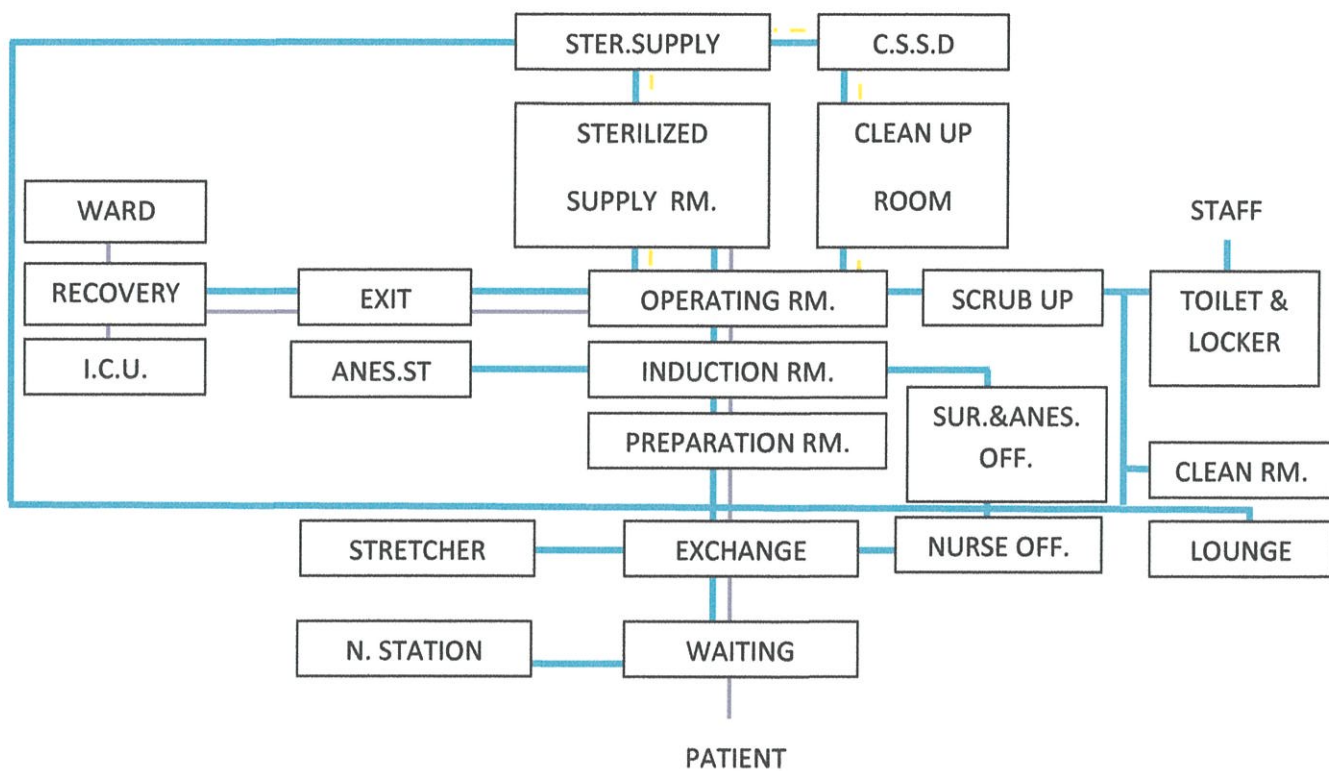 STER.SUPPLY
C.S.S.D
STERILIZED
SUPPLY RM.
CLEAN UP
ROOM
WARD
STAFF
RECOVERY
EXIT
OPERATING RM.
SCRUB UP
TOILET &
LOCKER
I.C.U.
ANES.ST
INDUCTION RM.
SUR.&ANES.
OFF.
PREPARATION RM.
CLEAN RM.
STRETCHER
EXCHANGE
NURSE OFF.
LOUNGE
N. STATION
WAITING
PATIENT